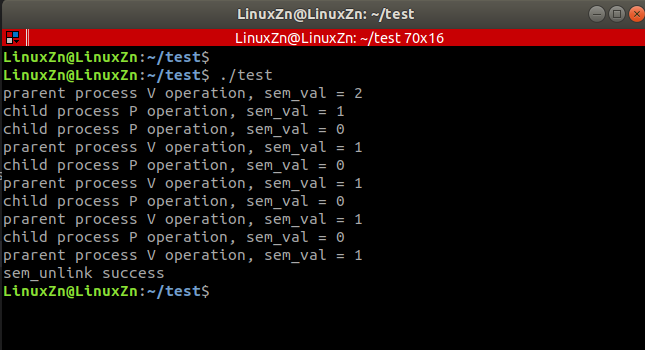 LinuxZn@LinuxZn: ~/test
LinuxZn@LinuxZn: ~/test 70x16
LinuxZn@LinuxZn:~/test$
LinuxZn@LinuxZn:~/test$ ./test
prarent process V operation, sem_val = 2
child process P operation, sem_val = 1
child process P operation, sem_val = 0
prarent process V operation, sem_val = 1
child process P operation, sem_val = 0
prarent process V operation, sem_val = 1
child process P operation, sem_val = 0
prarent process V operation, sem_val = 1
child process P operation, sem_val = 0
prarent process V operation, sem_val = 1
sem_unlink success
LinuxZn@LinuxZn:~/test$